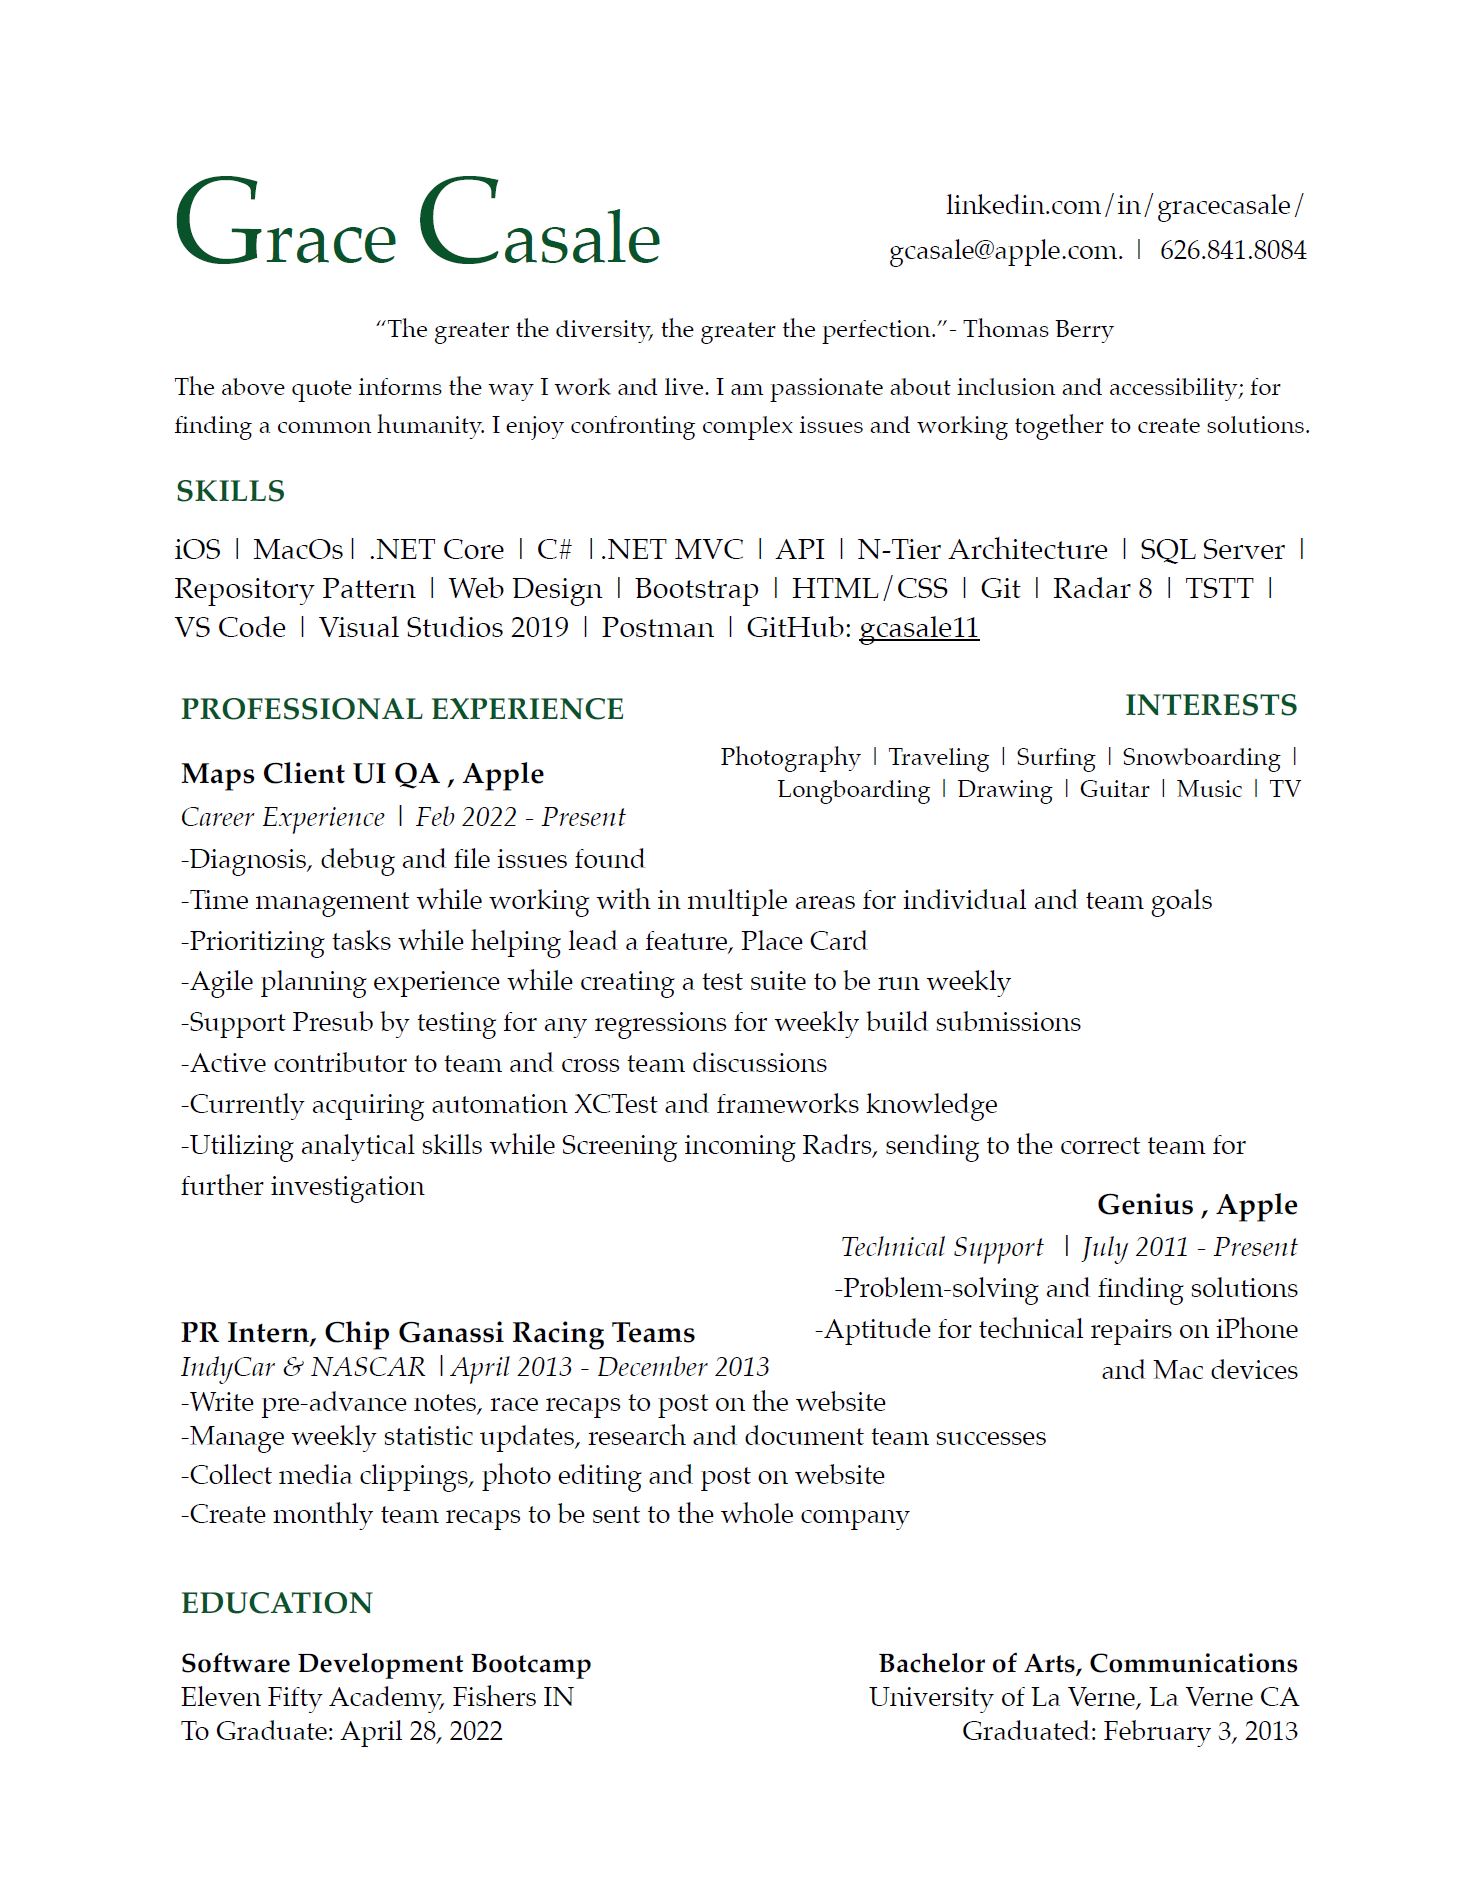 Grace Casale
linkedin.com/in/gracecasale/
gcasale@apple.com. | 626.841.8084
“The greater the diversity, the greater the perfection.”- Thomas Berry
The above quote informs the way I work and live. I am passionate about inclusion and accessibility; for
finding a common humanity. I enjoy confronting complex issues and working together to create solutions.
SKILLS
iOS | MacOs| .NET Core | C# |.NET MVC | API | N-Tier Architecture | SQL Server |
Repository Pattern | Web Design | Bootstrap | HTML/CSS | Git | Radar 8 | TSTT |
VS Code | Visual Studios 2019 | Postman | GitHub: gcasale11
PROFESSIONAL EXPERIENCE
INTERESTS
Photography | Traveling | Surfing | Snowboarding |
Longboarding | Drawing | Guitar | Music | TV
Maps Client UI QA , Apple
Career Experience | Feb 2022 - Present
-Diagnosis, debug and file issues found
-Time management while working with in multiple areas for individual and team goals
-Prioritizing tasks while helping lead a feature, Place Card
-Agile planning experience while creating a test suite to be run weekly
-Support Presub by testing for any regressions for weekly build submissions
-Active contributor to team and cross team discussions
-Currently acquiring automation XCTest and frameworks knowledge
-Utilizing analytical skills while Screening incoming Radrs, sending to the correct team for
further investigation
Genius , Apple
Technical Support | July 2011 - Present
-Problem-solving and finding solutions
-Aptitude for technical repairs on iPhone
and Mac devices
PR Intern, Chip Ganassi Racing Teams
IndyCar & NASCAR | April 2013 - December 2013
-Write pre-advance notes, race recaps to post on the website
-Manage weekly statistic updates, research and document team successes
-Collect media clippings, photo editing and post on website
-Create monthly team recaps to be sent to the whole company
EDUCATION
Software Development Bootcamp
Eleven Fifty Academy, Fishers IN
To Graduate: April 28, 2022
Bachelor of Arts, Communications
University of La Verne, La Verne CA
Graduated: February 3, 2013